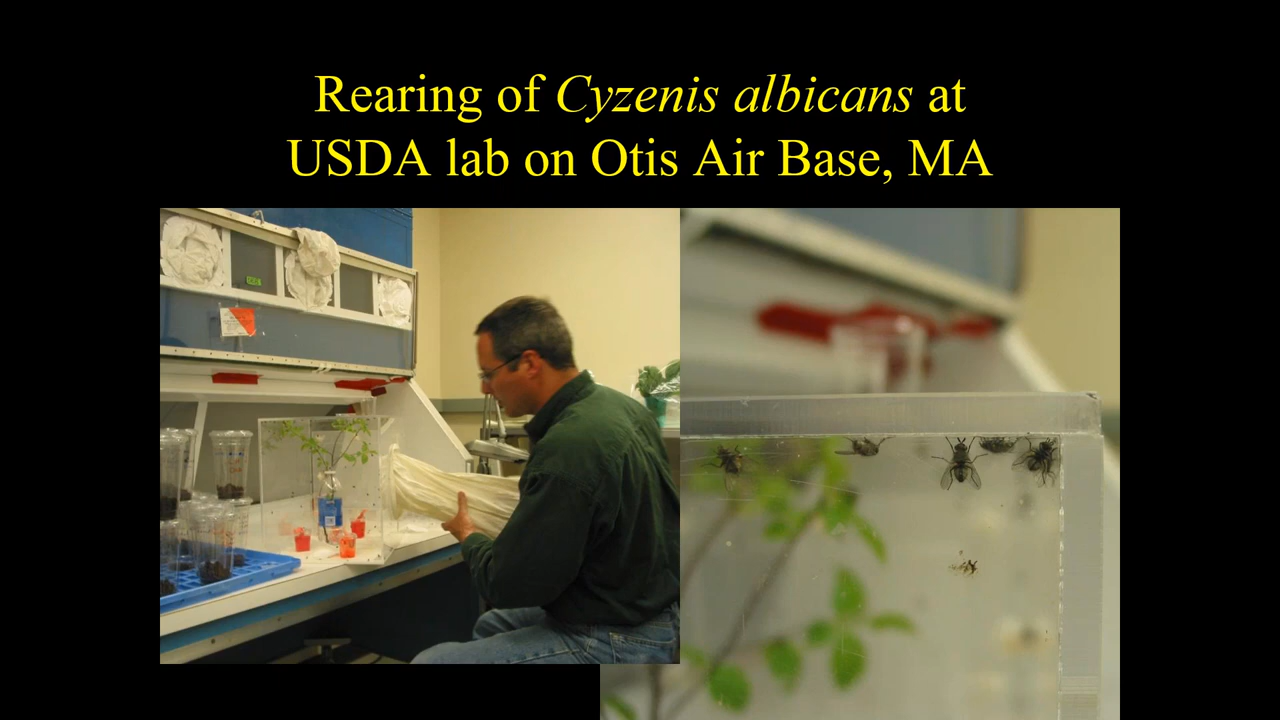 Rearing of Cyzenis albicans at
USDA lab on Otis Air Base, MA